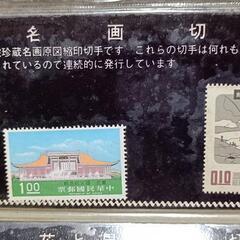 名画切
珍蔵名画原図縮印切手です これらの切手は何れも
れているので連続的に発行しています
1.00
票郵國民華中
0.10